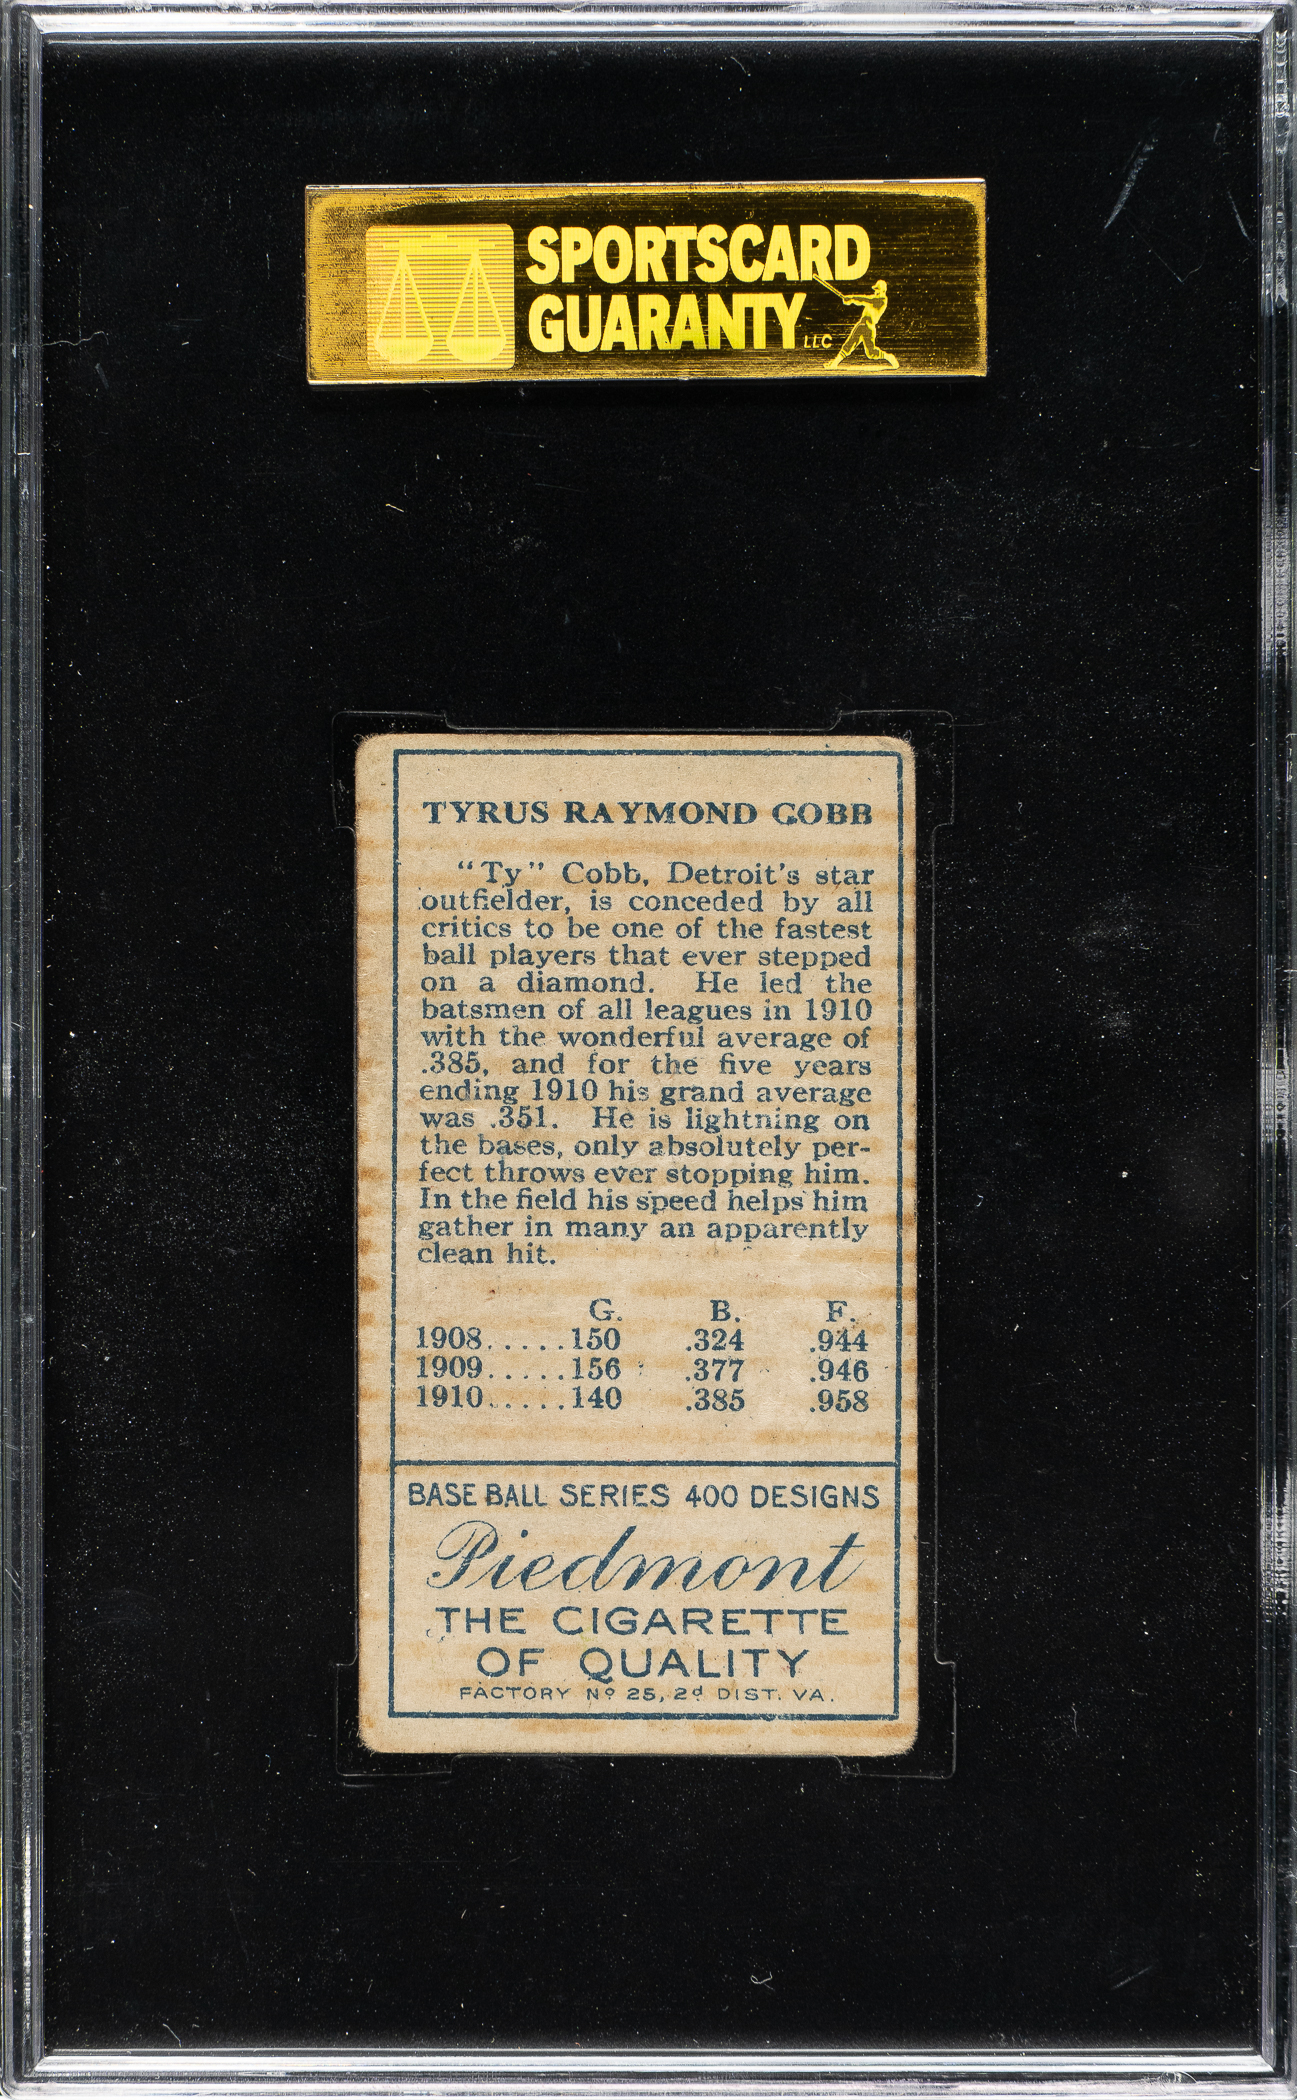 SPORTSCARD
GUARANTY LLC
TYRUS RAYMOND COBB
"Ty" Cobb, Detroit's star
outfielder, is conceded by all
critics to be one of the fastest
ball players that ever stepped
on a diamond. He led the
batsmen of all leagues in 1910
with the wonderful average of
.385, and for the five years
ending 1910 his grand average
was .351. He is lightning on
the bases, only absolutely per-
fect throws ever stopping him.
In the field his speed helps him
gather in many an apparently
clean hit.
G. B. F.
1908.....150 .324 .944
1909.....156 .377 .946
1910.....140 .385 .958
BASE BALL SERIES 400 DESIGNS
Piedmont
THE CIGARETTE
OF QUALITY
FACTORY Nº 25, 2d DIST. VA.